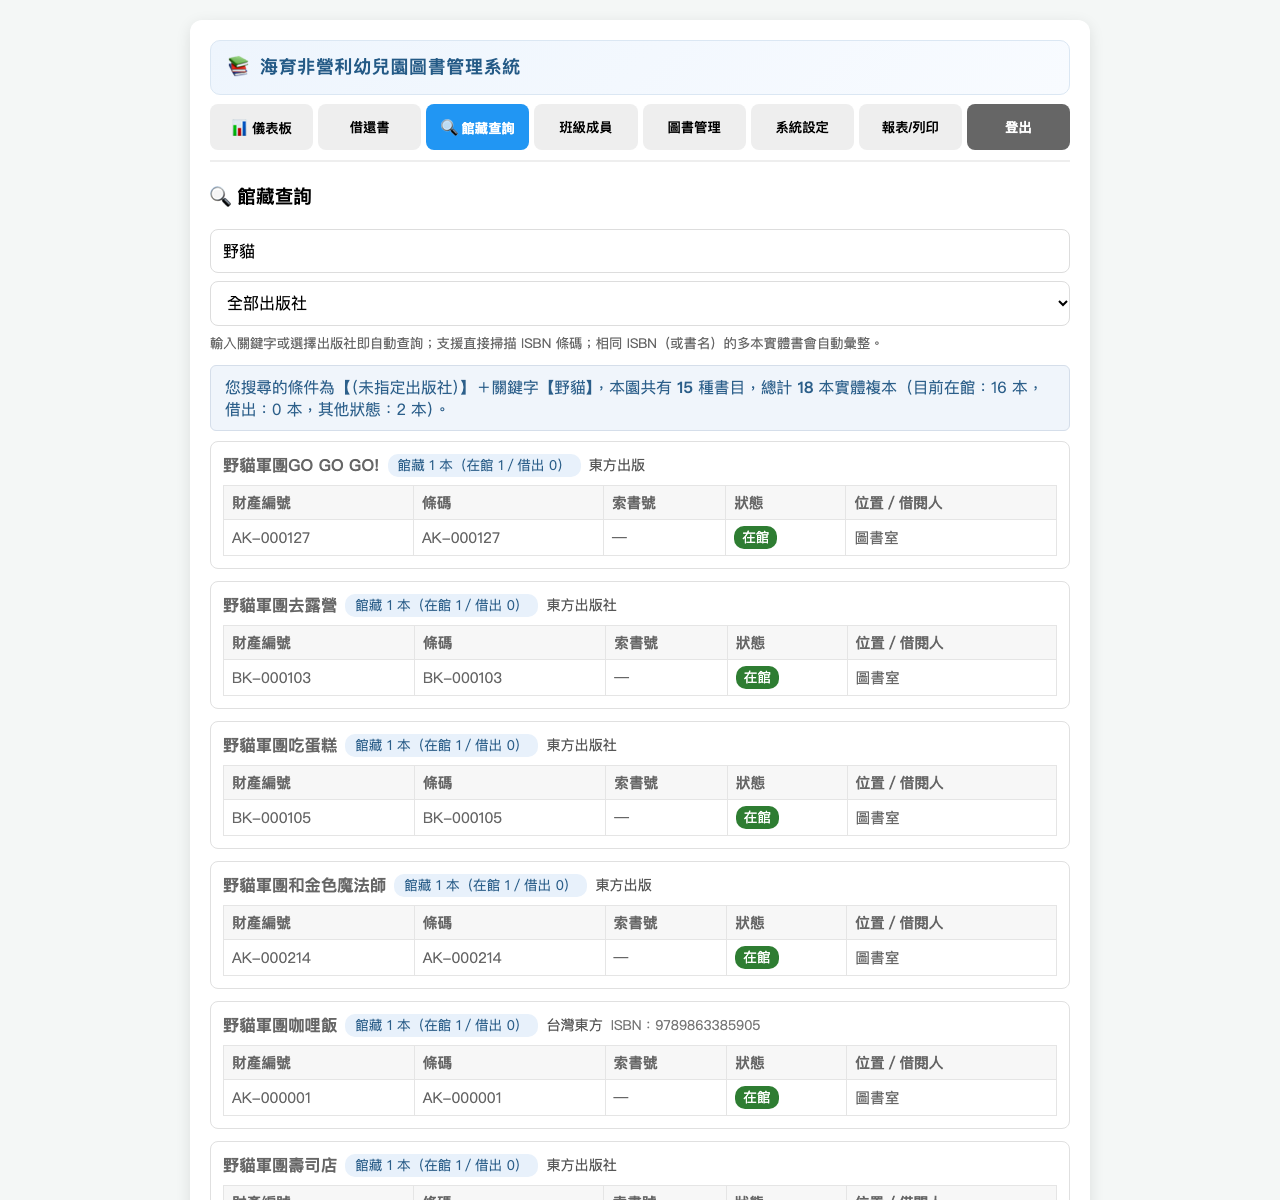 海育非營利幼兒園圖書管理系統
儀表板 借還書 館藏查詢 班級成員 圖書管理 系統設定 報表/列印 登出
館藏查詢
野貓
全部出版社
輸入關鍵字或選擇出版社即自動查詢；支援直接掃描 ISBN 條碼；相同 ISBN（或書名）的多本實體書會自動彙整。
您搜尋的條件為【(未指定出版社)】＋關鍵字【野貓】，本園共有 15 種書目，總計 18 本實體複本（目前在館：16 本，
借出：0 本，其他狀態：2 本）。
野貓軍團GO GO GO! 館藏 1 本（在館 1 / 借出 0） 東方出版
財產編號 條碼 索書號 狀態 位置 / 借閱人
AK-000127 AK-000127 — 在館 圖書室
野貓軍團去露營 館藏 1 本（在館 1 / 借出 0） 東方出版社
財產編號 條碼 索書號 狀態 位置 / 借閱人
BK-000103 BK-000103 — 在館 圖書室
野貓軍團吃蛋糕 館藏 1 本（在館 1 / 借出 0） 東方出版社
財產編號 條碼 索書號 狀態 位置 / 借閱人
BK-000105 BK-000105 — 在館 圖書室
野貓軍團和金色魔法師 館藏 1 本（在館 1 / 借出 0） 東方出版
財產編號 條碼 索書號 狀態 位置 / 借閱人
AK-000214 AK-000214 — 在館 圖書室
野貓軍團咖哩飯 館藏 1 本（在館 1 / 借出 0） 台灣東方 ISBN：9789863385905
財產編號 條碼 索書號 狀態 位置 / 借閱人
AK-000001 AK-000001 — 在館 圖書室
野貓軍團壽司店 館藏 1 本（在館 1 / 借出 0） 東方出版社
財產編號 條碼 索書號 狀態 位置 / 借閱人